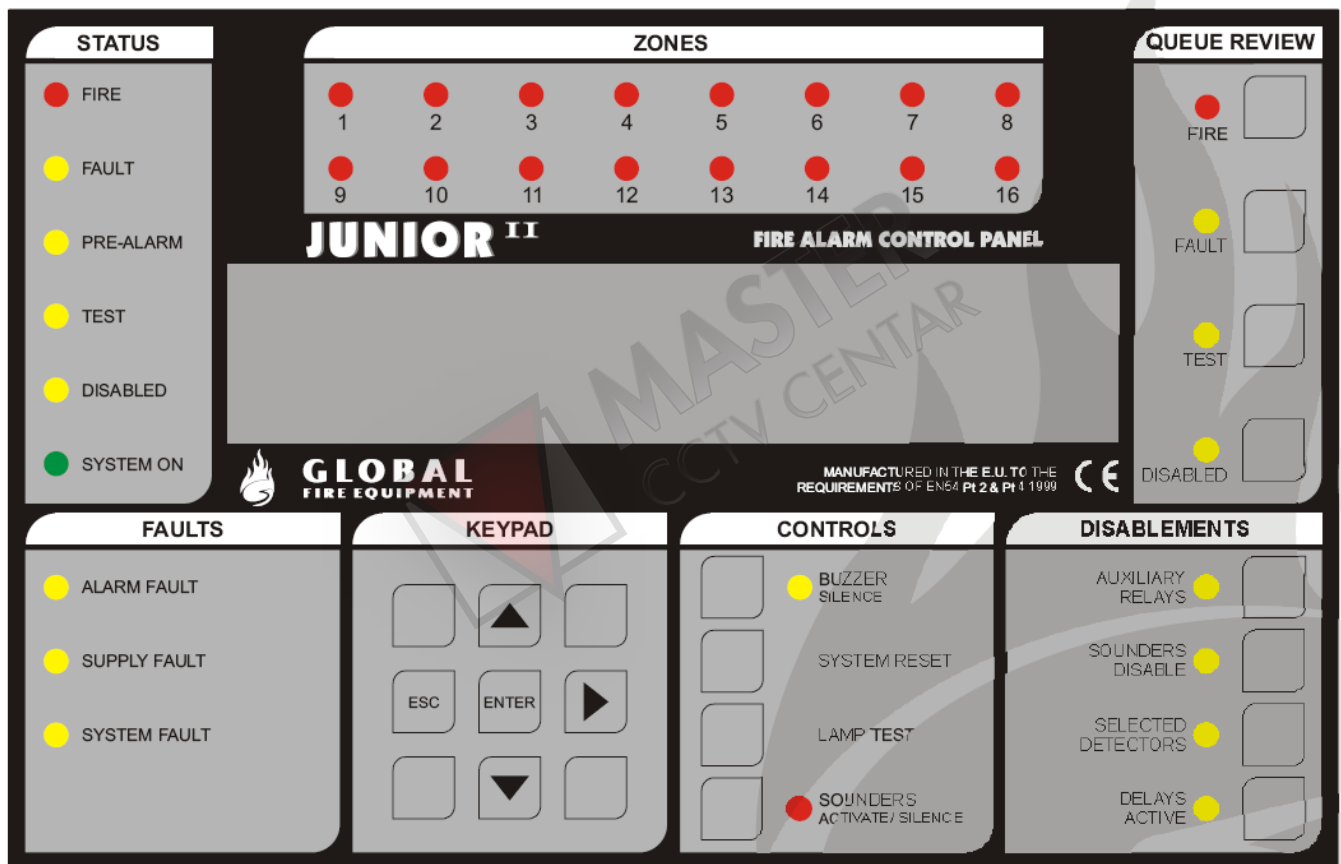 STATUS
FIRE
FAULT
PRE-ALARM
TEST
DISABLED
SYSTEM ON
ZONES
1 2 3 4 5 6 7 8
9 10 11 12 13 14 15 16
JUNIOR II
FIRE ALARM CONTROL PANEL
MASTER
CCTV CENTAR
GLOBAL
FIRE EQUIPMENT
MANUFACTURED IN THE E.U. TO THE
REQUIREMENTS OF EN54 Pt 2 & Pt 4 1999
CE
QUEUE REVIEW
FIRE
FAULT
TEST
DISABLED
FAULTS
ALARM FAULT
SUPPLY FAULT
SYSTEM FAULT
KEYPAD
ESC ENTER
CONTROLS
BUZZER
SILENCE
SYSTEM RESET
LAMP TEST
SOUNDERS
ACTIVATE/ SILENCE
DISABLEMENTS
AUXILIARY
RELAYS
SOUNDERS
DISABLE
SELECTED
DETECTORS
DELAYS
ACTIVE